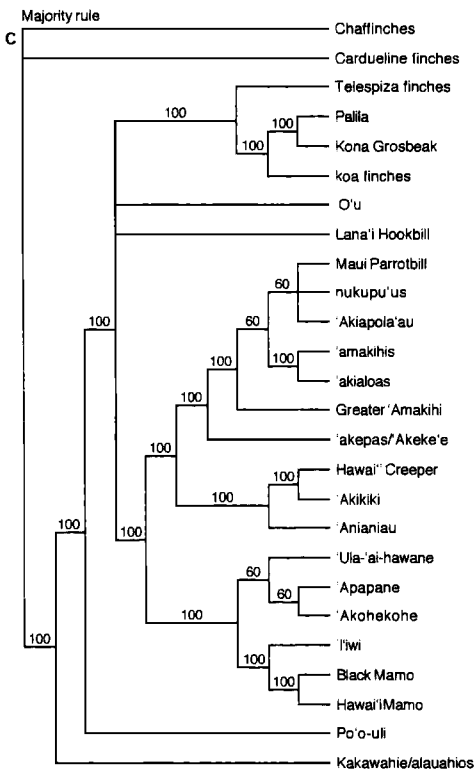 Majority rule
C
Chaffinches
Cardueline finches
Telespiza finches
100
100
Palila
Kona Grosbeak
100
koa finches
O'u
Lana'i Hookbill
Maui Parrotbill
60
nukupu'us
'Akiapola'au
100
60
'amakihis
100
'akialoas
100
Greater 'Amakihi
100
'akepas/'Akeke'e
100
Hawai'i Creeper
100
100
'Akikiki
'Anianiau
100
100
'Ula-'ai-hawane
60
'Apapane
60
'Akohekohe
100
'I'iwi
100
100
Black Mamo
100
Hawai'i Mamo
Po'o-uli
Kakawahie/alauahios